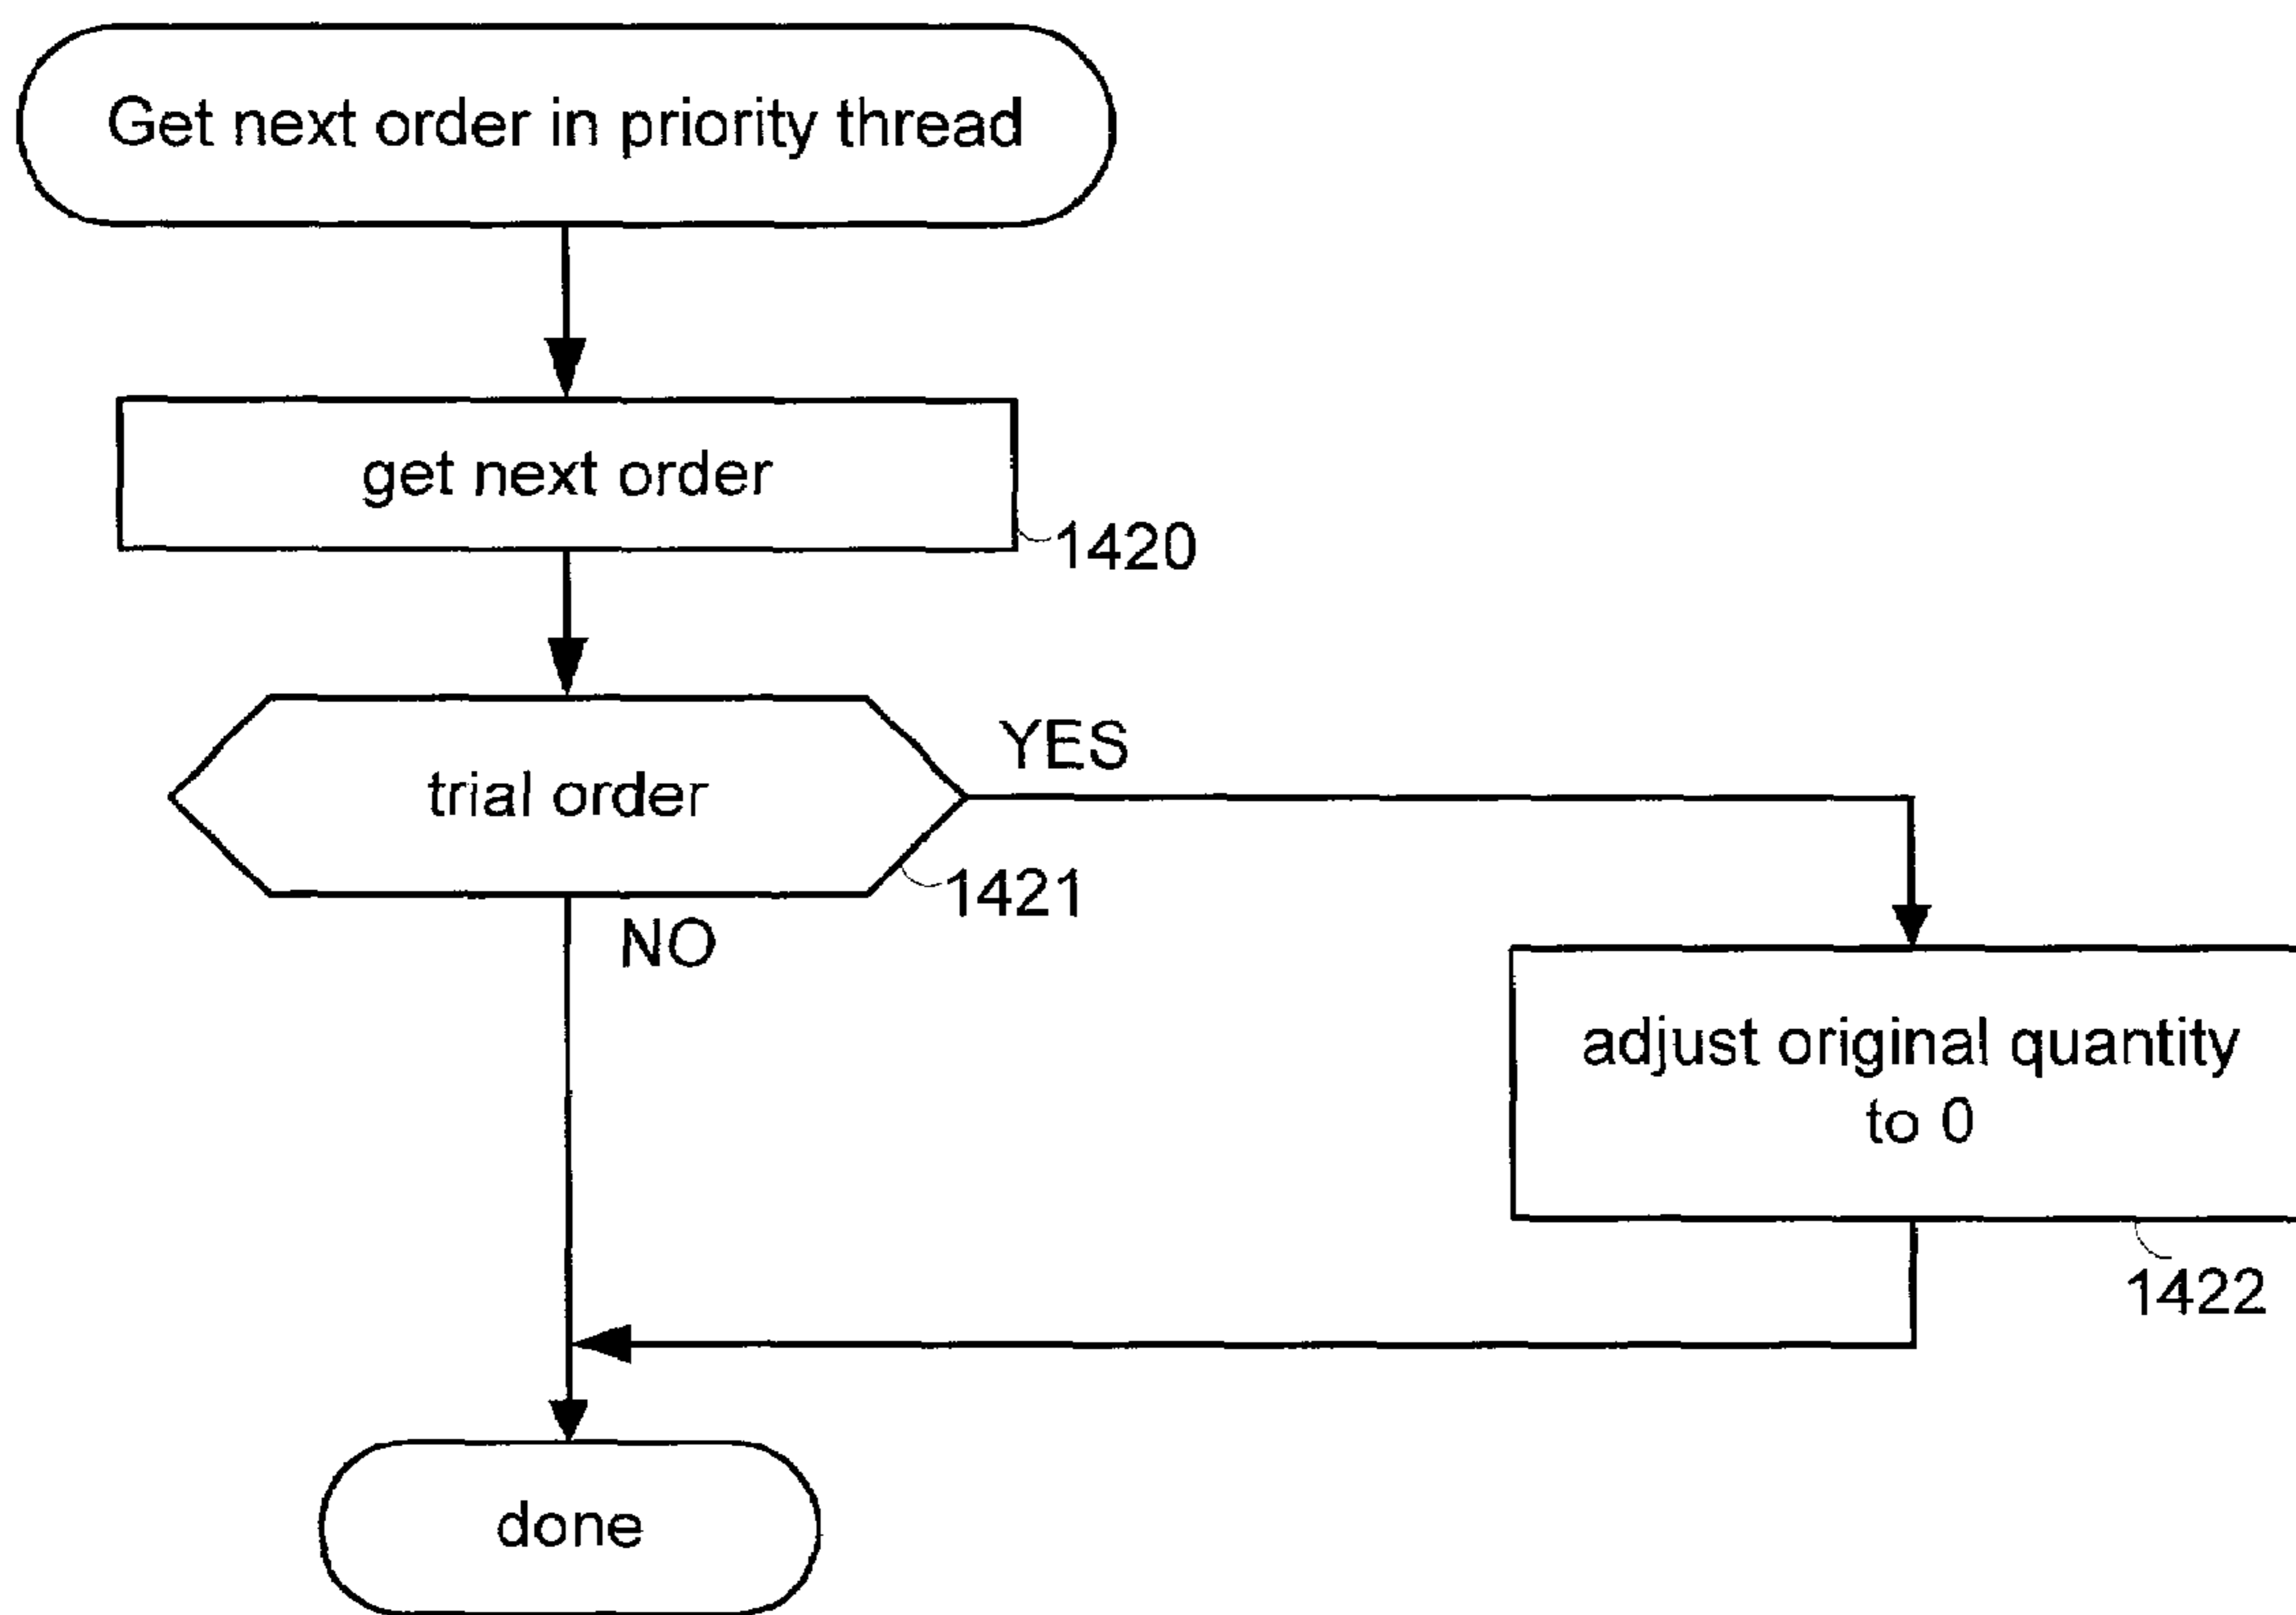 Get next order in priority thread
get next order
1420
trial order
YES
1421
NO
adjust original quantity
to 0
1422
done